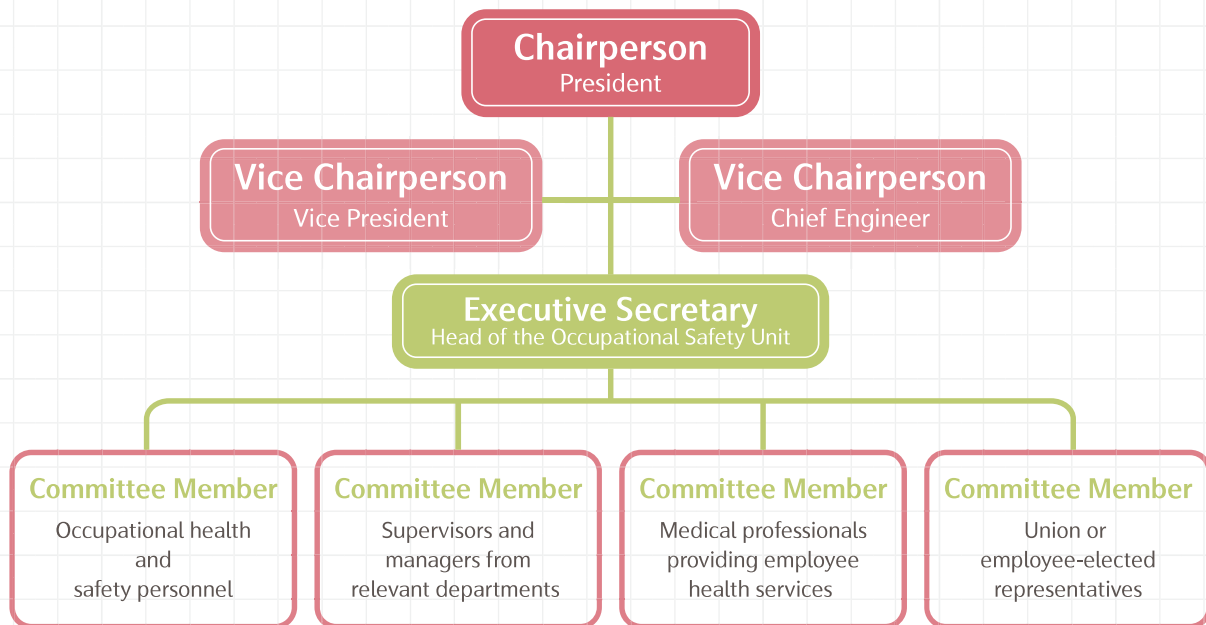 Chairperson
President
Vice Chairperson
Vice President
Vice Chairperson
Chief Engineer
Executive Secretary
Head of the Occupational Safety Unit
Committee Member
Occupational health
and
safety personnel
Committee Member
Supervisors and
managers from
relevant departments
Committee Member
Medical professionals
providing employee
health services
Committee Member
Union or
employee-elected
representatives